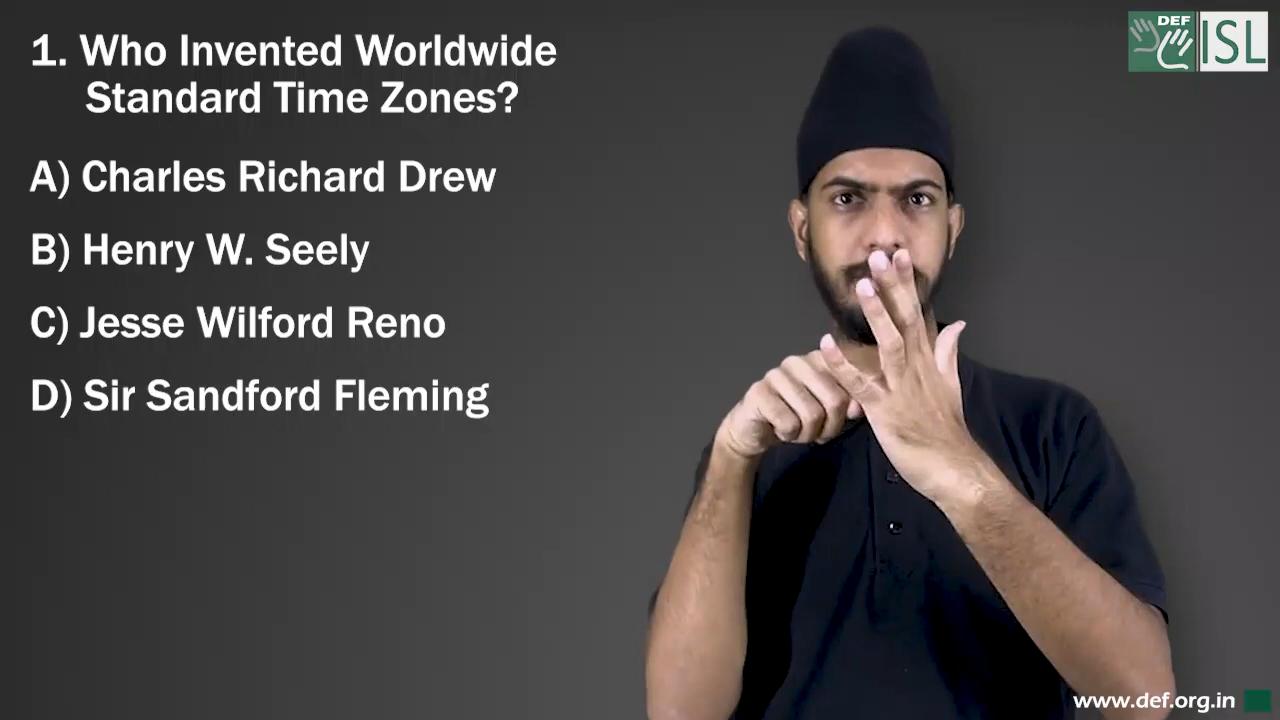 1. Who Invented Worldwide
Standard Time Zones?
A) Charles Richard Drew
B) Henry W. Seely
C) Jesse Wilford Reno
D) Sir Sandford Fleming
DEF
ISL
www.def.org.in